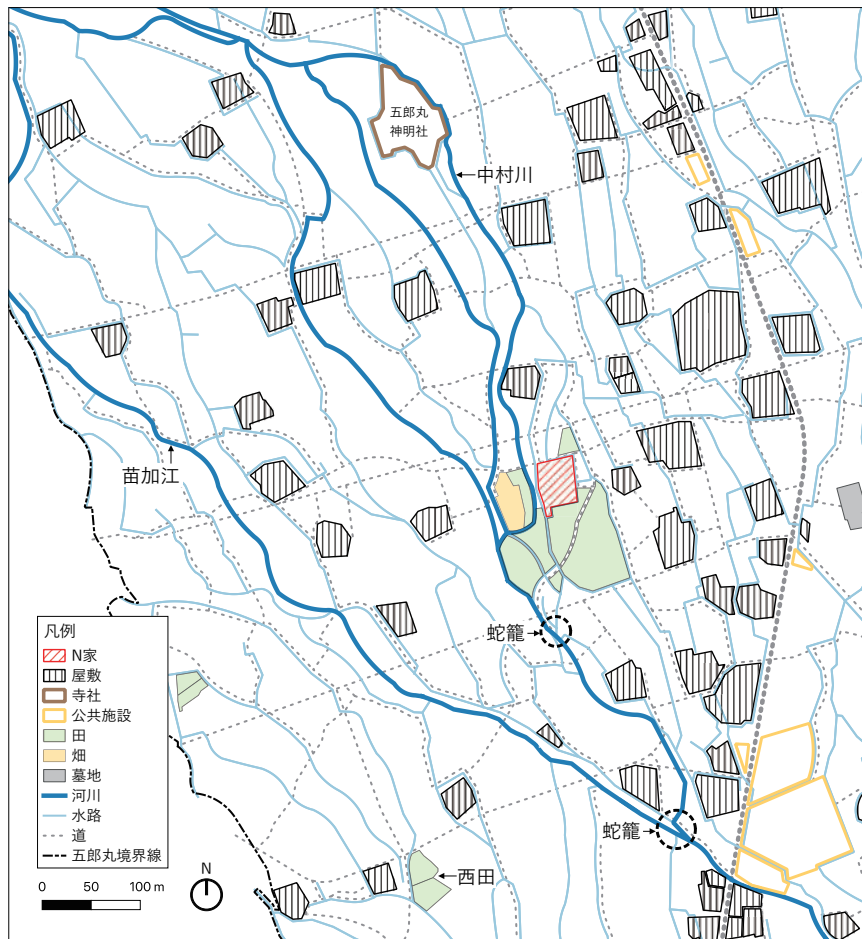 五郎丸
神明社
中村川
苗加江
蛇籠
蛇籠
西田
凡例
N家
屋敷
寺社
公共施設
田
畑
墓地
河川
水路
道
五郎丸境界線
0 50 100 m
N